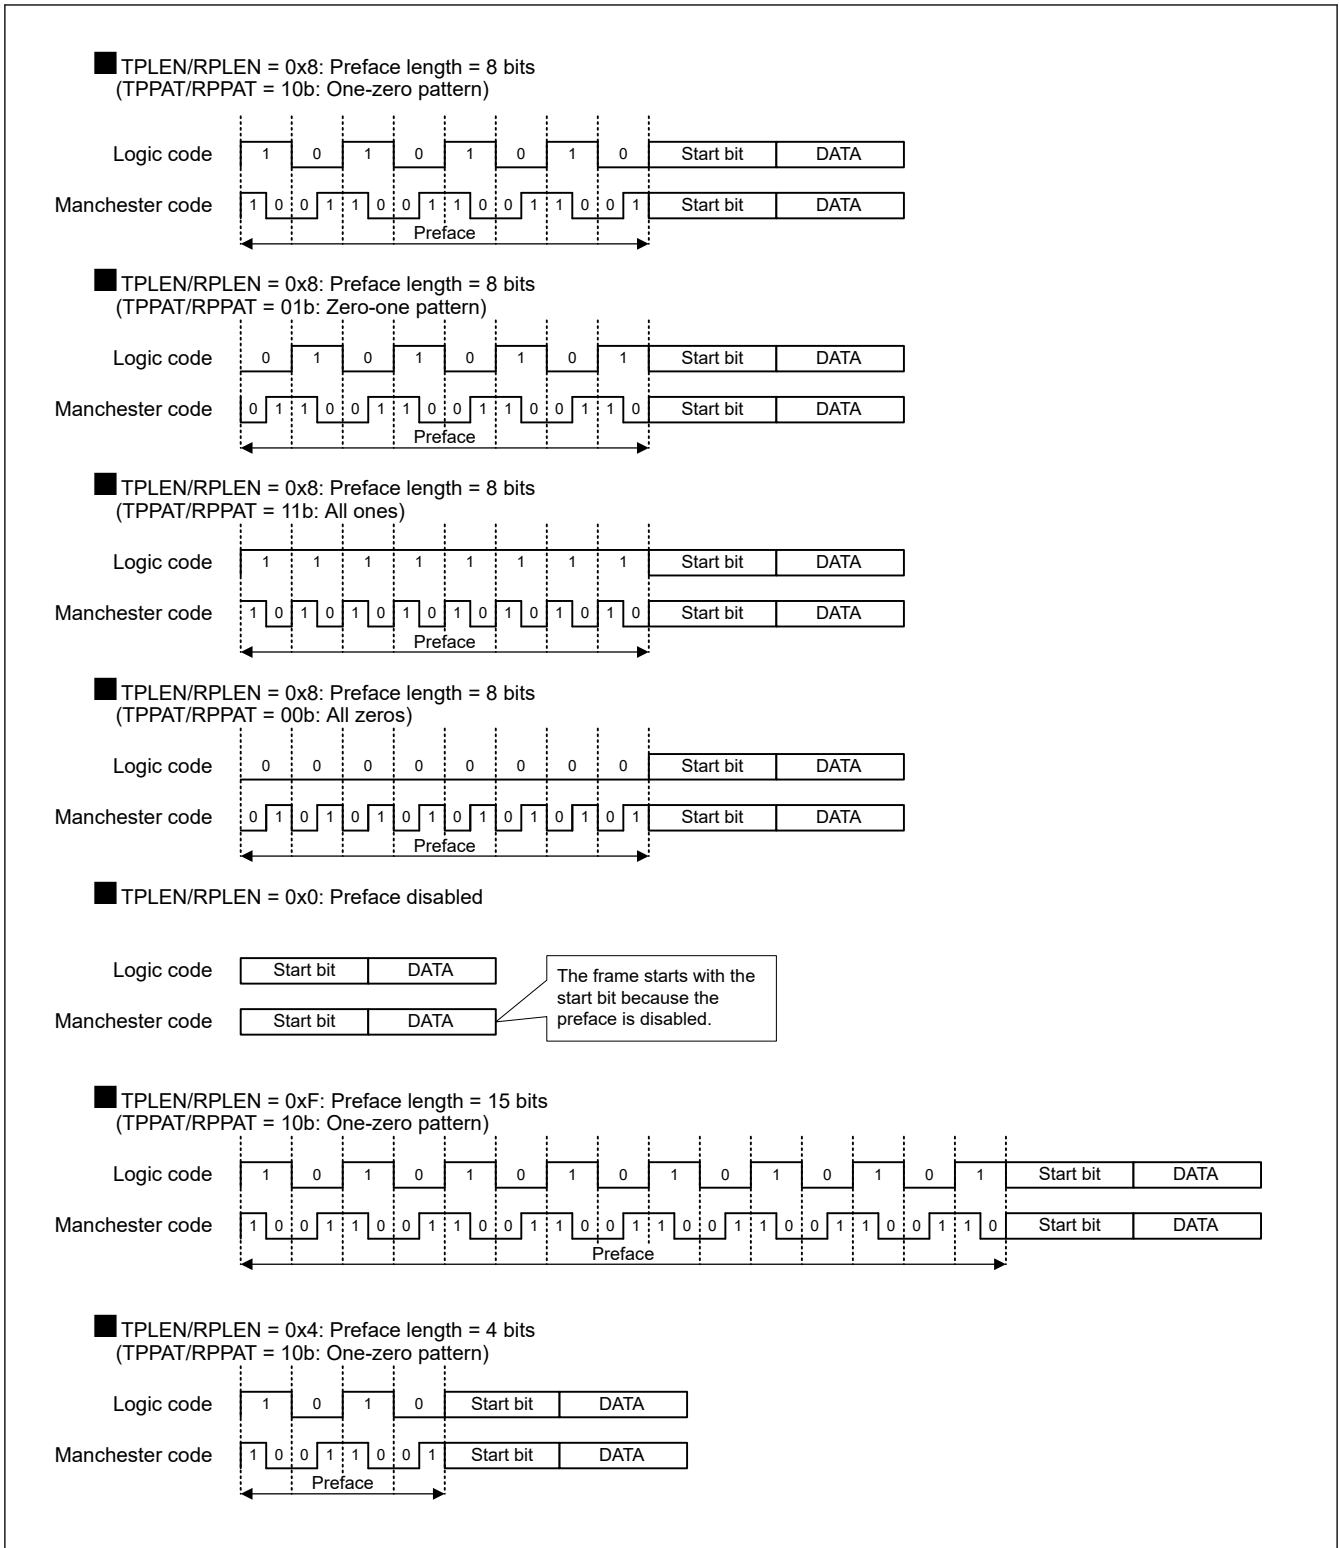 TPLEN/RPLEN = 0x8: Preface length = 8 bits
(TPPAT/RPPAT = 10b: One-zero pattern)
Logic code 1 0 1 0 1 0 1 0 Start bit DATA
Manchester code 1 0 0 1 1 0 0 1 1 0 0 1 1 0 0 1 Start bit DATA
Preface
TPLEN/RPLEN = 0x8: Preface length = 8 bits
(TPPAT/RPPAT = 01b: Zero-one pattern)
Logic code 0 1 0 1 0 1 0 1 Start bit DATA
Manchester code 0 1 1 0 0 1 1 0 0 1 1 0 0 1 1 0 Start bit DATA
Preface
TPLEN/RPLEN = 0x8: Preface length = 8 bits
(TPPAT/RPPAT = 11b: All ones)
Logic code 1 1 1 1 1 1 1 1 Start bit DATA
Manchester code 1 0 1 0 1 0 1 0 1 0 1 0 1 0 1 0 Start bit DATA
Preface
TPLEN/RPLEN = 0x8: Preface length = 8 bits
(TPPAT/RPPAT = 00b: All zeros)
Logic code 0 0 0 0 0 0 0 0 Start bit DATA
Manchester code 0 1 0 1 0 1 0 1 0 1 0 1 0 1 0 1 Start bit DATA
Preface
TPLEN/RPLEN = 0x0: Preface disabled
Logic code Start bit DATA
Manchester code Start bit DATA
The frame starts with the
start bit because the
preface is disabled.
TPLEN/RPLEN = 0xF: Preface length = 15 bits
(TPPAT/RPPAT = 10b: One-zero pattern)
Logic code 1 0 1 0 1 0 1 0 1 0 1 0 1 0 1 Start bit DATA
Manchester code 1 0 0 1 1 0 0 1 1 0 0 1 1 0 0 1 1 0 0 1 1 0 0 1 1 0 0 1 1 0 Start bit DATA
Preface
TPLEN/RPLEN = 0x4: Preface length = 4 bits
(TPPAT/RPPAT = 10b: One-zero pattern)
Logic code 1 0 1 0 Start bit DATA
Manchester code 1 0 0 1 1 0 0 1 Start bit DATA
Preface